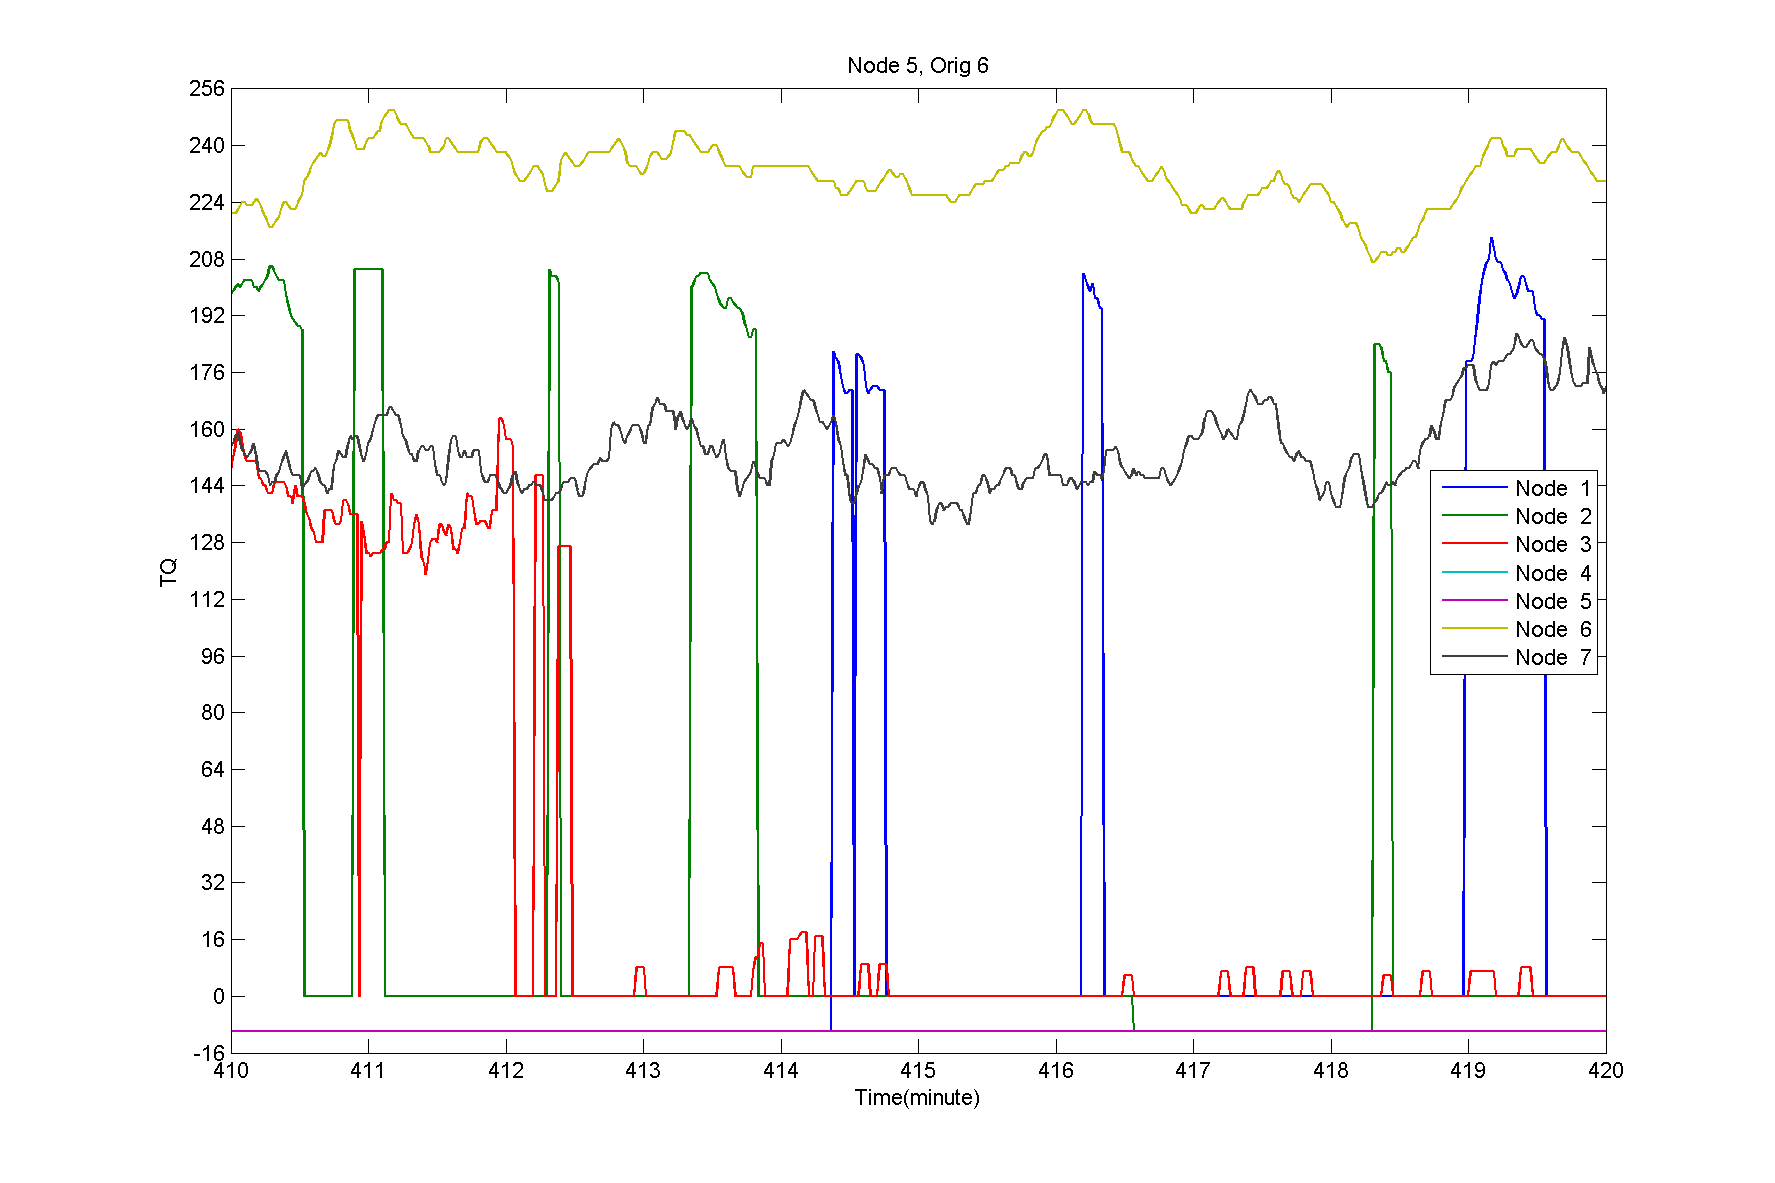 Node 5, Orig 6
256
240
224
208
192
176
160
144
128
112
96
80
64
48
32
16
0
-16
TQ
410 411 412 413 414 415 416 417 418 419 420
Time(minute)
Node 1
Node 2
Node 3
Node 4
Node 5
Node 6
Node 7